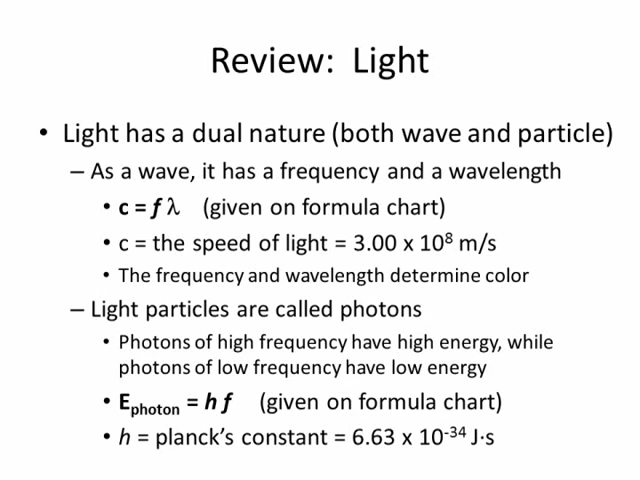 Review:  Light
• Light has a dual nature (both wave and particle)
– As a wave, it has a frequency and a wavelength
• c = f λ   (given on formula chart)
• c = the speed of light = 3.00 x 10⁸ m/s
• The frequency and wavelength determine color
– Light particles are called photons
• Photons of high frequency have high energy, while
photons of low frequency have low energy
• Ephoton = h f   (given on formula chart)
• h = planck’s constant = 6.63 x 10⁻³⁴ J·s